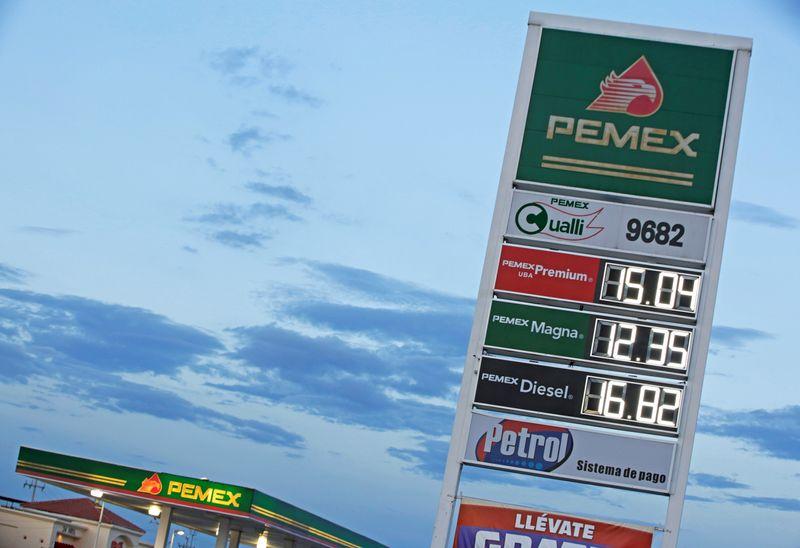 PEMEX
PEMEX
Cualli
9682
PEMEX Premium® 15.04
UBA
PEMEX Magna® 12.35
PEMEX Diesel® 16.82
Petrol
Sistema de pago
LLÉVATE
GRATIS
PEMEX